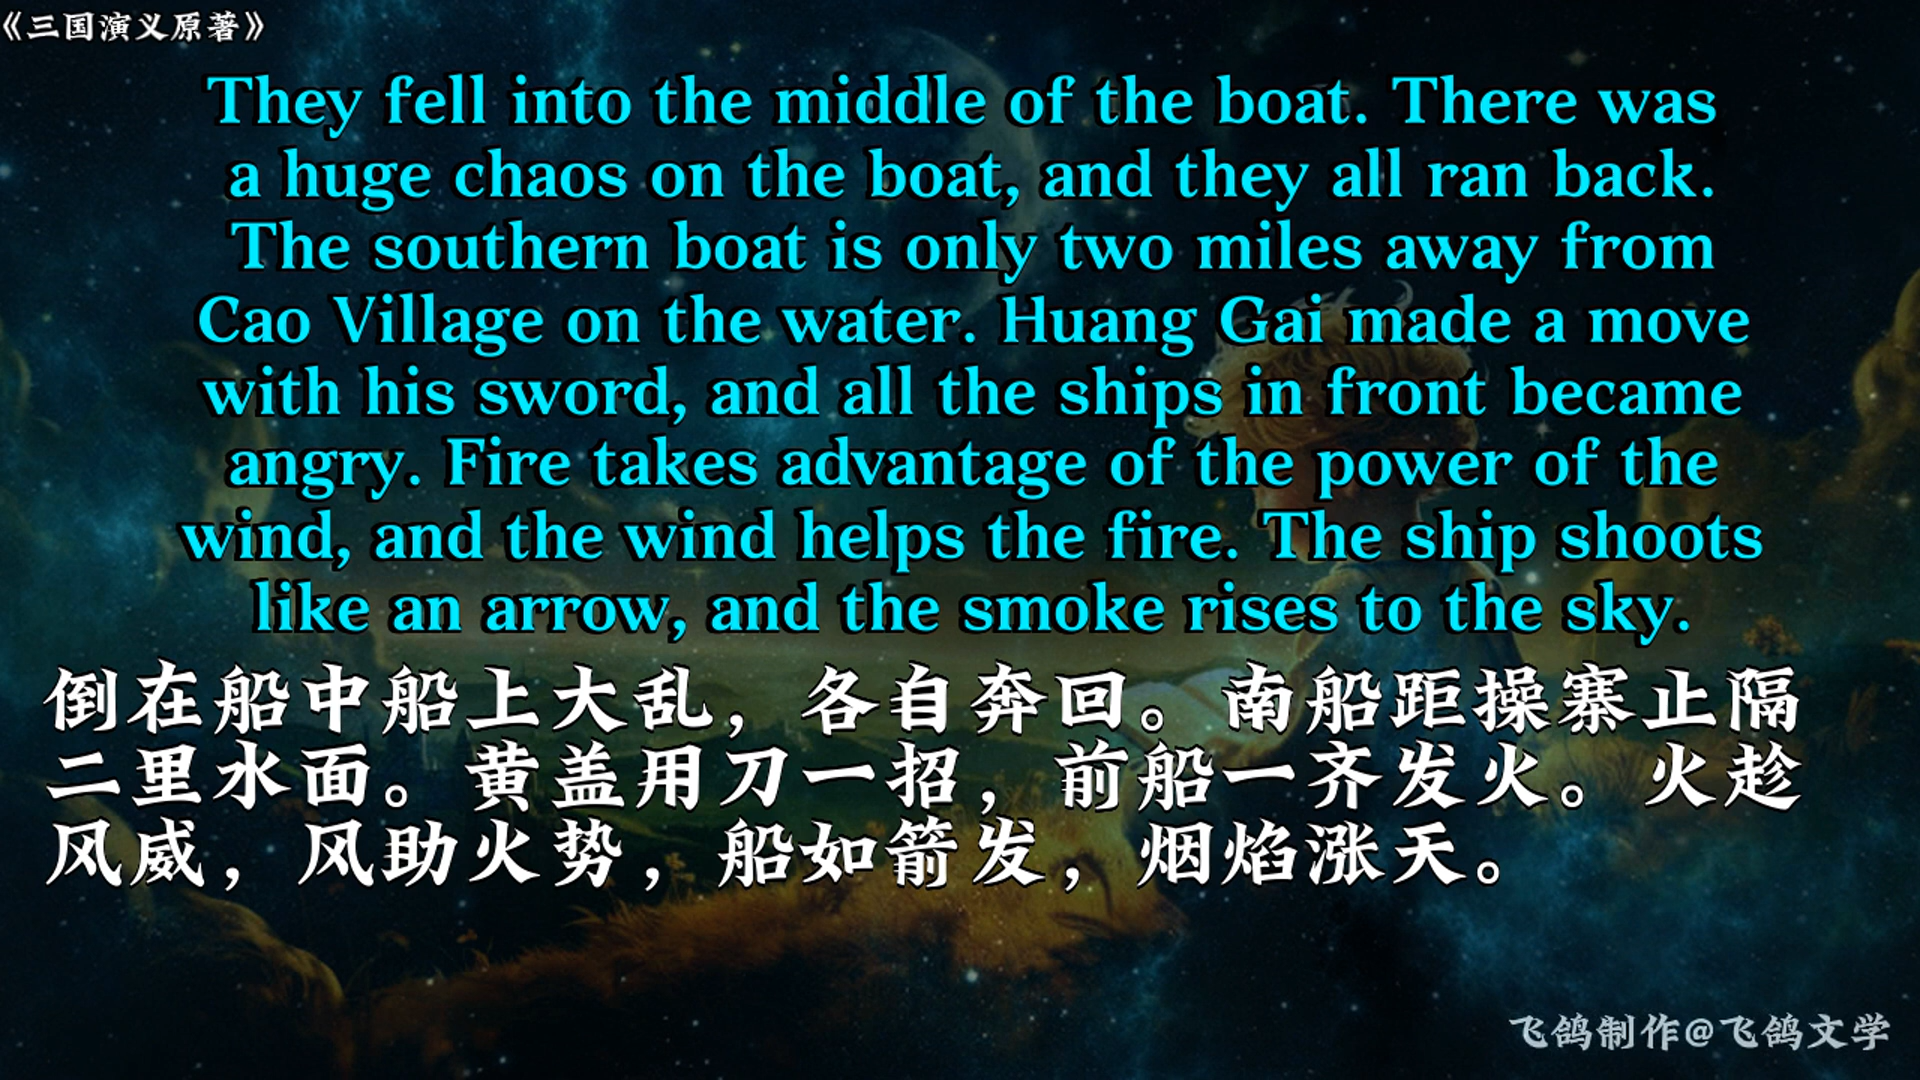 《三国演义原著》
They fell into the middle of the boat. There was
a huge chaos on the boat, and they all ran back.
The southern boat is only two miles away from
Cao Village on the water. Huang Gai made a move
with his sword, and all the ships in front became
angry. Fire takes advantage of the power of the
wind, and the wind helps the fire. The ship shoots
like an arrow, and the smoke rises to the sky.
倒在船中船上大乱，各自奔回。南船距操寨止隔
二里水面。黄盖用刀一招，前船一齐发火。火趁
风威，风助火势，船如箭发，烟焰涨天。
飞鸽制作@飞鸽文学